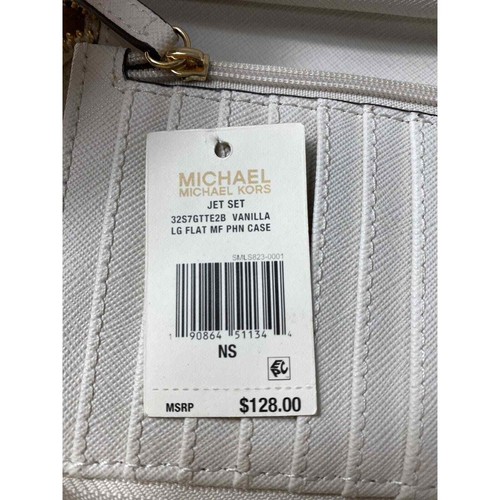 MICHAEL
MICHAEL KORS
JET SET
32S7GTTE2B VANILLA
LG FLAT MF PHN CASE
SMLS823-0001
1 90864 51134 4
NS
MSRP $128.00